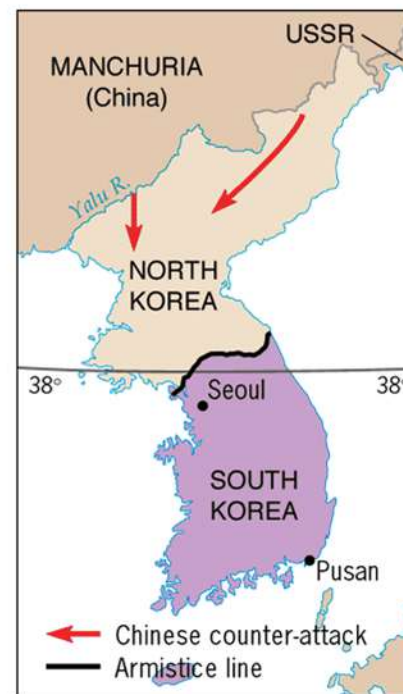 USSR
MANCHURIA
(China)
Yalu R.
NORTH
KOREA
38°
38°
Seoul
SOUTH
KOREA
Pusan
Chinese counter-attack
Armistice line